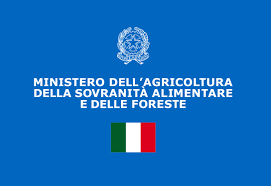 MINISTERO DELL'AGRICOLTURA
DELLA SOVRANITÀ ALIMENTARE
E DELLE FORESTE